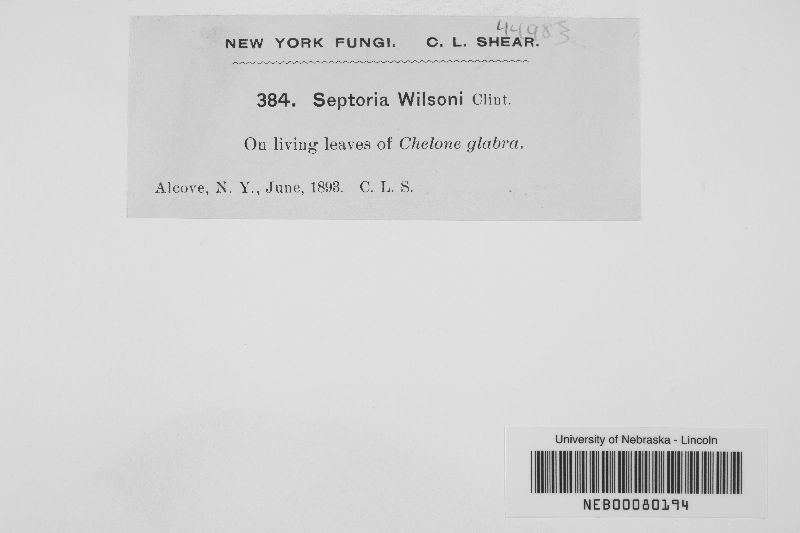 44983
NEW YORK FUNGI. C. L. SHEAR.
384. Septoria Wilsoni Clint.
On living leaves of Chelone glabra.
Alcove, N. Y., June, 1893. C. L. S.
University of Nebraska - Lincoln
NEB00080194